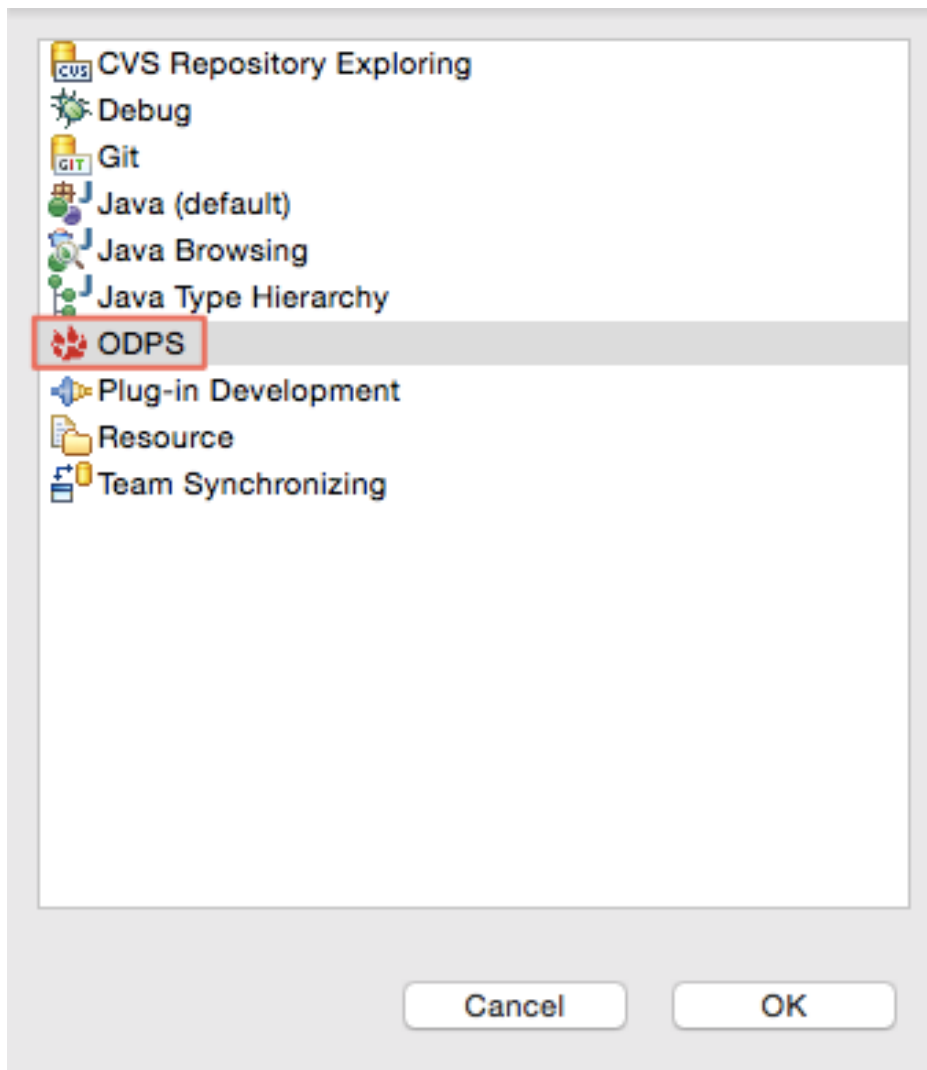 CVS Repository Exploring
Debug
Git
Java (default)
Java Browsing
Java Type Hierarchy
ODPS
Plug-in Development
Resource
Team Synchronizing
Cancel OK